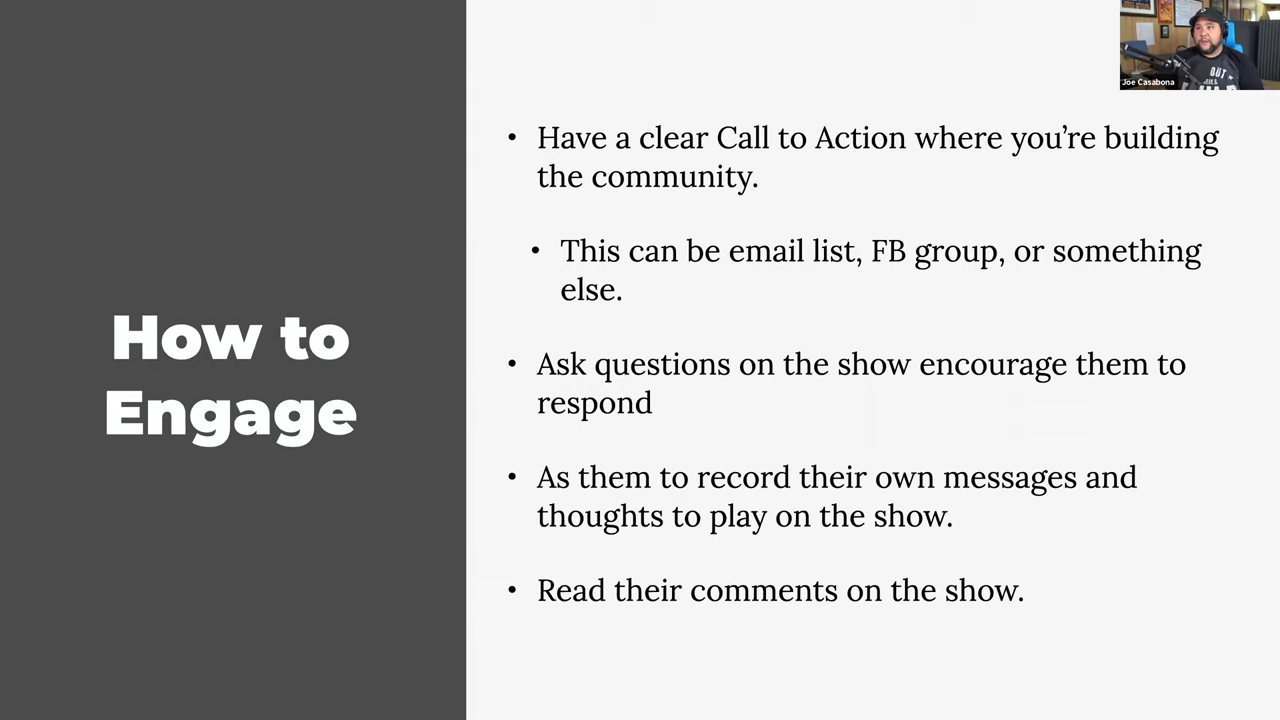 How to
Engage
• Have a clear Call to Action where you’re building
the community.
• This can be email list, FB group, or something
else.
• Ask questions on the show encourage them to
respond
• As them to record their own messages and
thoughts to play on the show.
• Read their comments on the show.
Joe Casabona
OUT